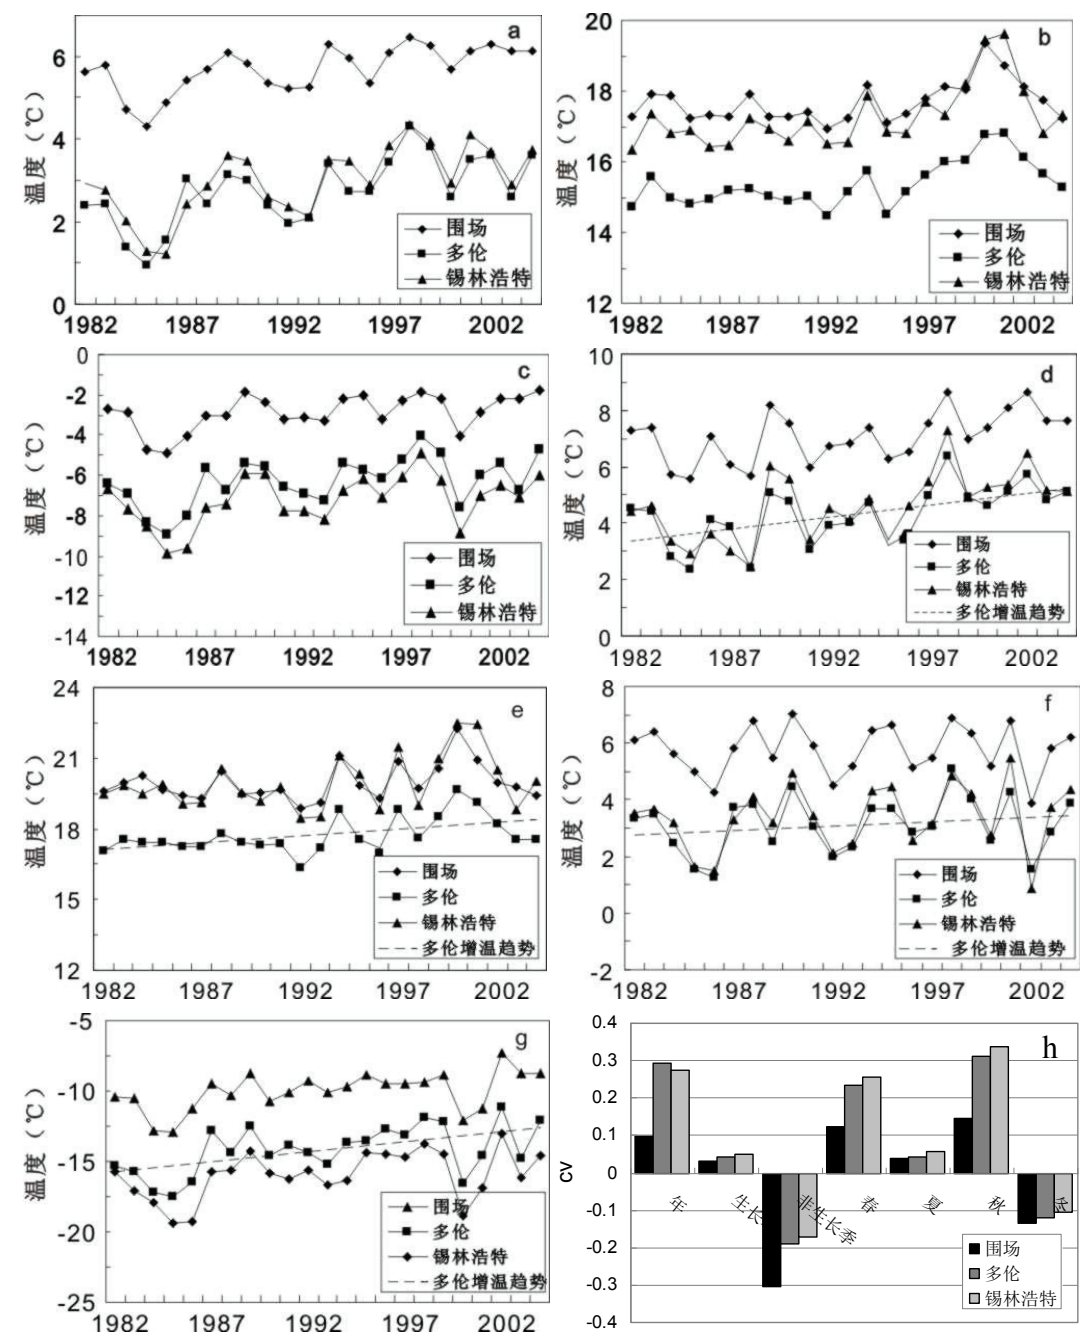 a
6
4
2
0
温度（℃）
围场
多伦
锡林浩特
1982 1987 1992 1997 2002
b
20
18
16
14
12
温度（℃）
围场
多伦
锡林浩特
1982 1987 1992 1997 2002
c
0
-2
-4
-6
-8
-10
-12
-14
温度（℃）
围场
多伦
锡林浩特
1982 1987 1992 1997 2002
d
10
8
6
4
2
0
温度（℃）
围场
多伦
锡林浩特
多伦增温趋势
1982 1987 1992 1997 2002
e
24
21
18
15
12
温度（℃）
围场
多伦
锡林浩特
多伦增温趋势
1982 1987 1992 1997 2002
f
8
6
4
2
0
-2
温度（℃）
围场
多伦
锡林浩特
多伦增温趋势
1982 1987 1992 1997 2002
g
-5
-10
-15
-20
-25
温度（℃）
围场
多伦
锡林浩特
多伦增温趋势
1982 1987 1992 1997 2002
h
0.4
0.3
0.2
0.1
0
-0.1
-0.2
-0.3
-0.4
cv
年
生长
非生长季
春
夏
秋
冬
围场
多伦
锡林浩特